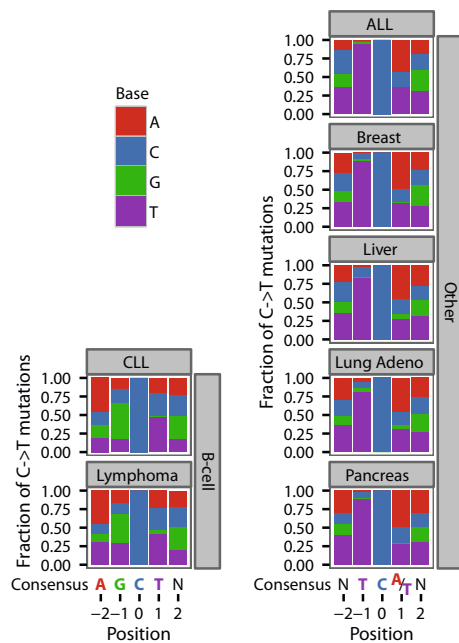 Base
A
C
G
T
Fraction of C->T mutations
CLL
1.00
0.75
0.50
0.25
0.00
Lymphoma
1.00
0.75
0.50
0.25
0.00
B-cell
Consensus A G C T N
−2 −1 0 1 2
Position
Fraction of C->T mutations
ALL
1.00
0.75
0.50
0.25
0.00
Breast
1.00
0.75
0.50
0.25
0.00
Liver
1.00
0.75
0.50
0.25
0.00
Lung Adeno
1.00
0.75
0.50
0.25
0.00
Pancreas
1.00
0.75
0.50
0.25
0.00
Other
Consensus N T C A/T N
−2 −1 0 1 2
Position